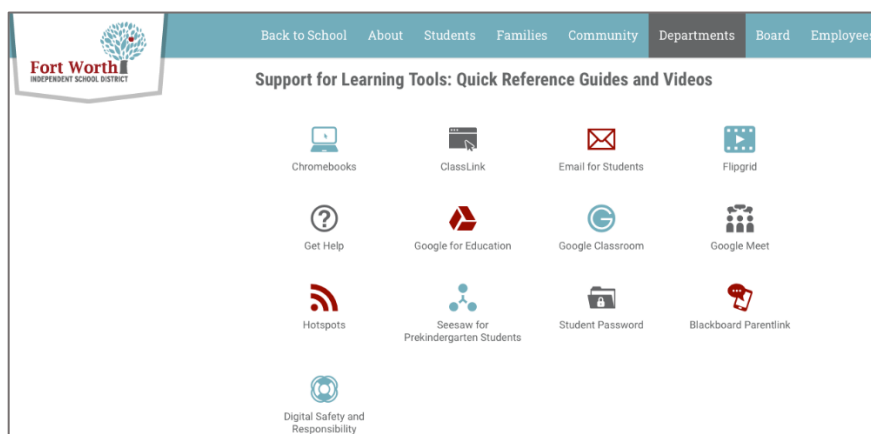 Back to School About Students Families Community Departments Board Employees
Fort Worth
INDEPENDENT SCHOOL DISTRICT
Support for Learning Tools: Quick Reference Guides and Videos
Chromebooks ClassLink Email for Students Flipgrid
Get Help Google for Education Google Classroom Google Meet
Hotspots Seesaw for Student Password Blackboard Parentlink
Prekindergarten Students
Digital Safety and
Responsibility